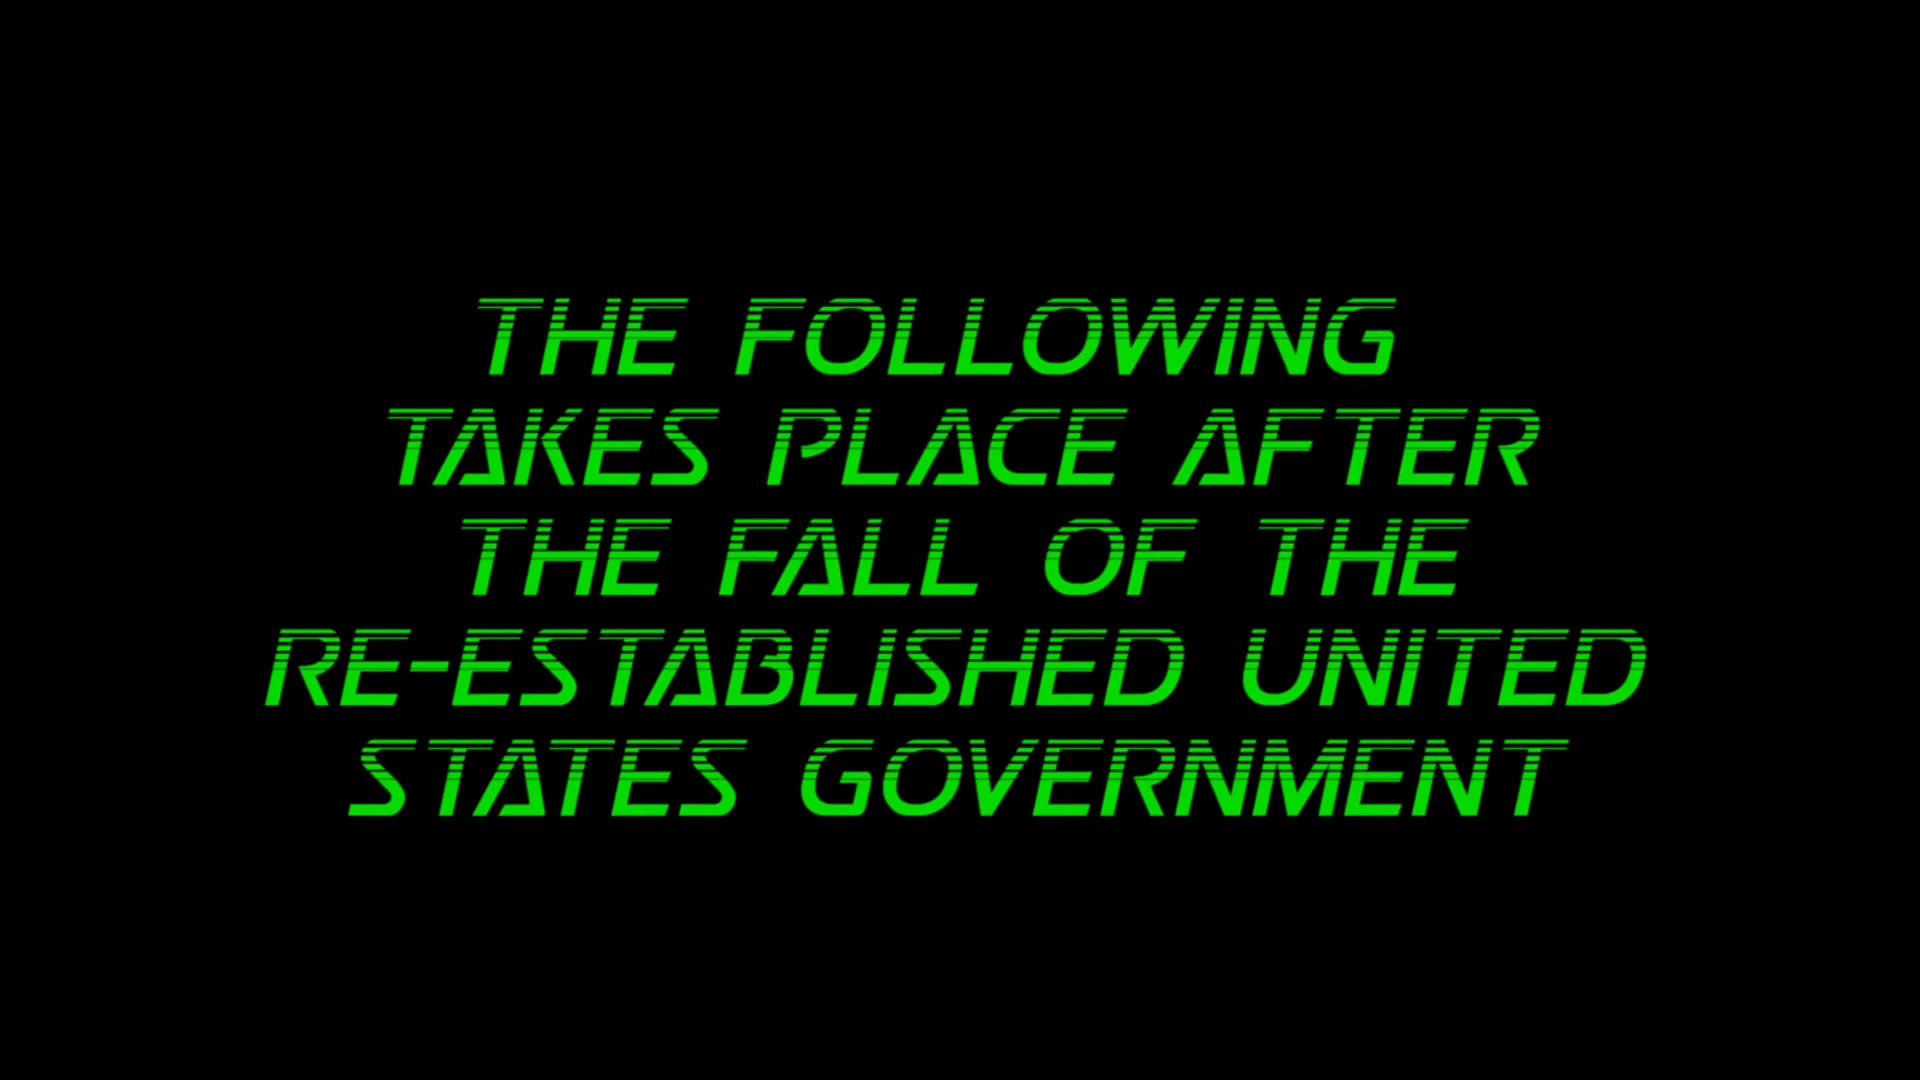 THE FOLLOWING
TAKES PLACE AFTER
THE FALL OF THE
RE-ESTABLISHED UNITED
STATES GOVERNMENT